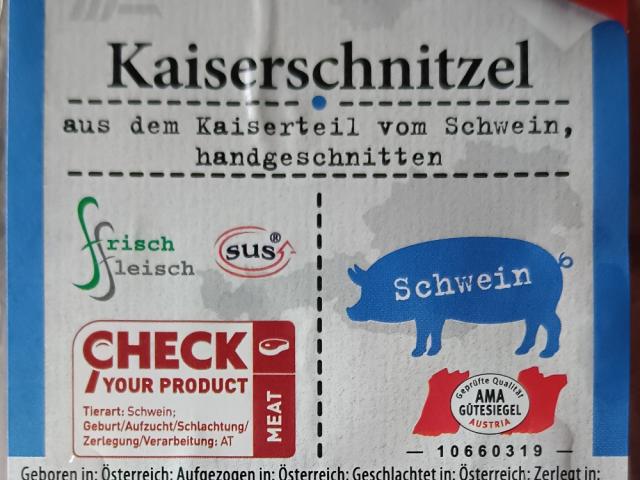 Kaiserschnitzel
aus dem Kaiserteil vom Schwein,
handgeschnitten
frisch
fleisch
sus®
Schwein
CHECK
YOUR PRODUCT
MEAT
Tierart: Schwein;
Geburt/Aufzucht/Schlachtung/
Zerlegung/Verarbeitung: AT
Geprüfte Qualität
AMA
GÜTESIEGEL
AUSTRIA
— 10660319 —
Geboren in: Österreich; Aufgezogen in: Österreich; Geschlachtet in: Österreich; Zerlegt in: